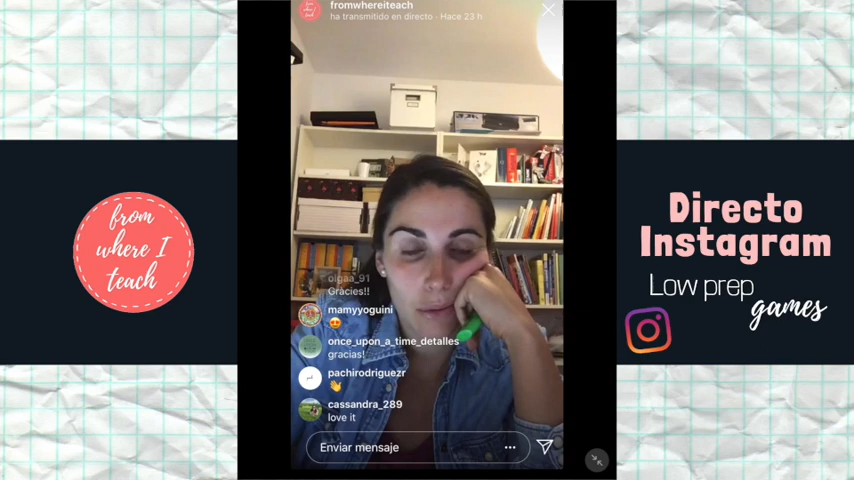 fromwhereiteach
ha transmitido en directo · Hace 23 h
from
where I
teach
olgaa_91
Gràcies!!
mamyyoguini
once_upon_a_time_detalles
gracias!
pachirodriguezr
cassandra_289
love it
Enviar mensaje
Directo
Instagram
Low prep
games